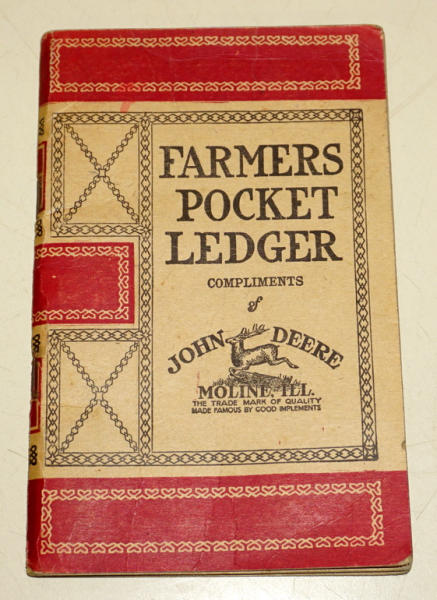 FARMERS
POCKET
LEDGER
COMPLIMENTS
of
JOHN DEERE
MOLINE, ILL.
THE TRADE MARK OF QUALITY
MADE FAMOUS BY GOOD IMPLEMENTS